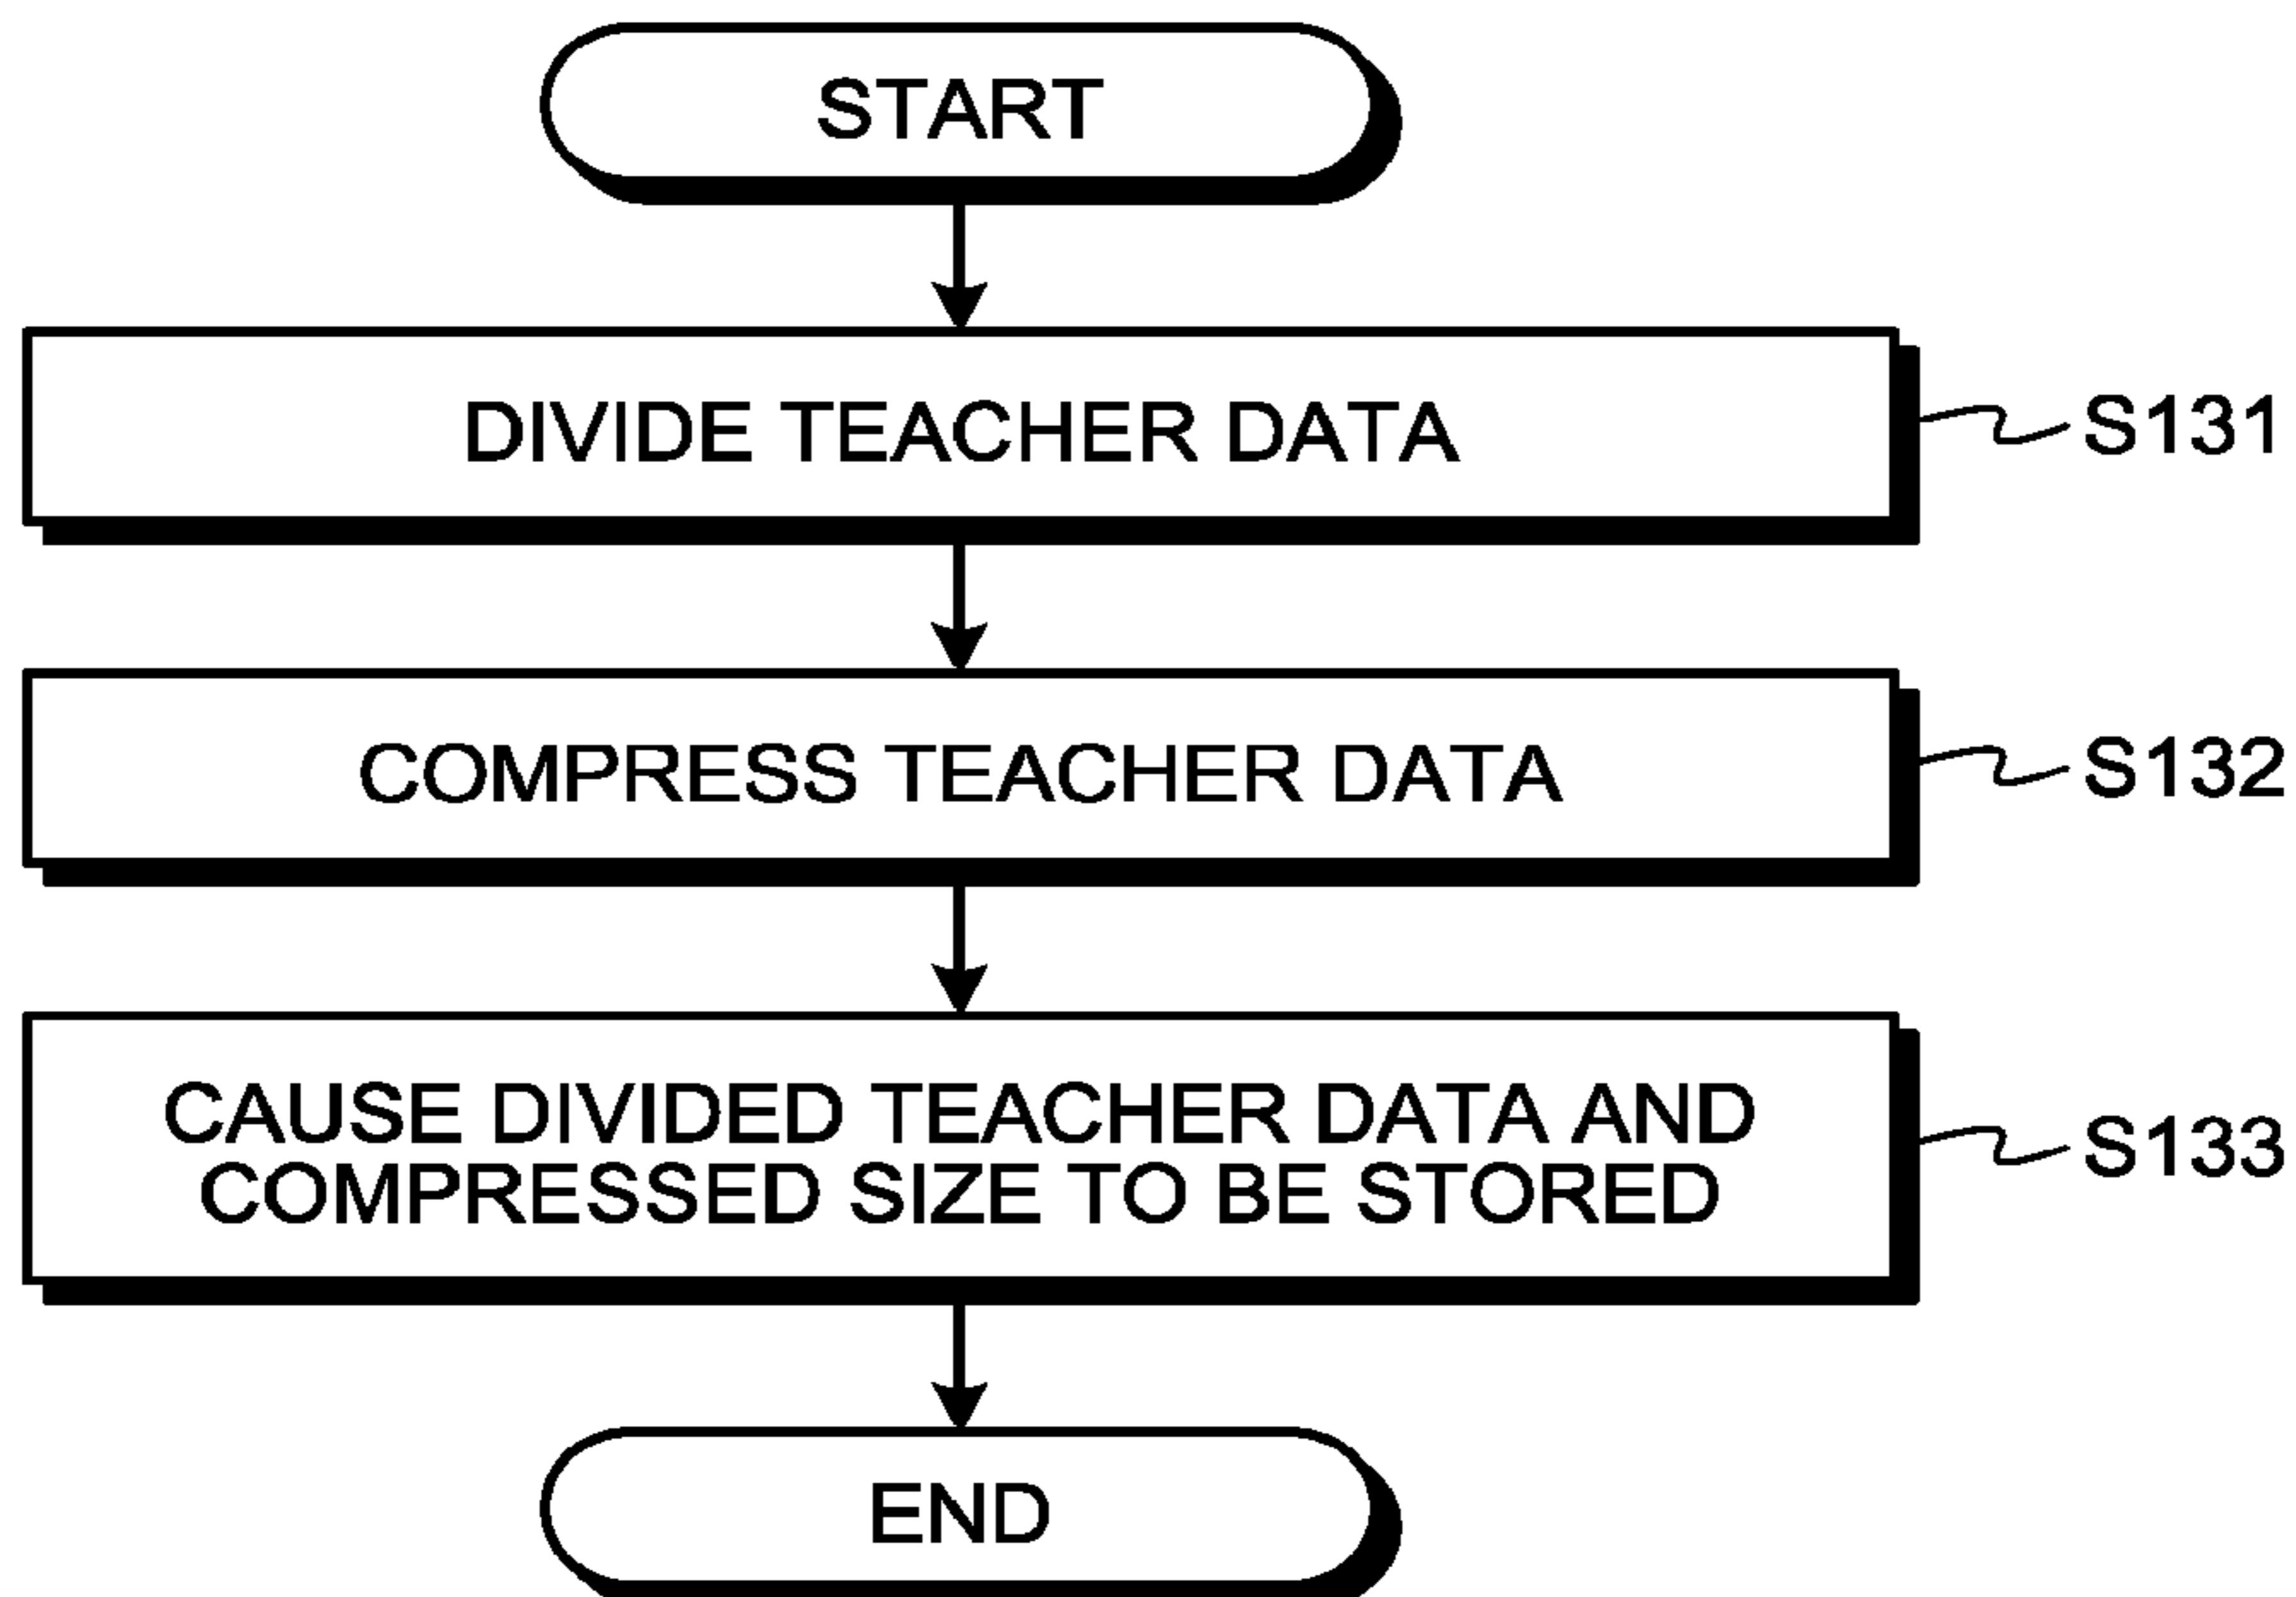 START
DIVIDE TEACHER DATA
S131
COMPRESS TEACHER DATA
S132
CAUSE DIVIDED TEACHER DATA AND
COMPRESSED SIZE TO BE STORED
S133
END